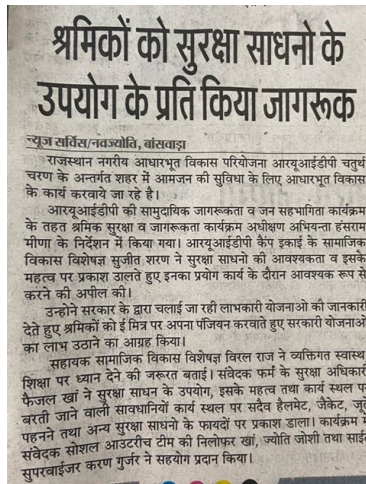 श्रमिकों को सुरक्षा साधनो के
उपयोग के प्रति किया जागरूक
न्यूज सर्विस/नवज्योति, बांसवाड़ा
राजस्थान नगरीय आधारभूत विकास परियोजना आरयूआईडीपी चतुर्थ
चरण के अन्तर्गत शहर में आमजन की सुविधा के लिए आधारभूत विकास
के कार्य करवाये जा रहे है।
आरयूआईडीपी की सामुदायिक जागरूकता व जन सहभागिता कार्यक्रम
के तहत श्रमिक सुरक्षा व जागरूकता कार्यक्रम अधीक्षण अभियन्ता हंसराम
मीणा के निर्देशन में किया गया। आरयूआईडीपी कैंप इकाई के सामाजिक
विकास विशेषज्ञ सुजीत शरण ने सुरक्षा साधनो की आवश्यकता व इसके
महत्व पर प्रकाश डालते हुए इनका प्रयोग कार्य के दौरान आवश्यक रूप से
करने की अपील की।
उन्होने सरकार के द्वारा चलाई जा रही लाभकारी योजनाओ की जानकारी
देते हुए श्रमिकों को ई मित्र पर अपना पंजियन करवाते हुए सरकारी योजनाओ
का लाभ उठाने का आग्रह किया।
सहायक सामाजिक विकास विशेषज्ञ विरल राज ने व्यक्तिगत स्वास्थ
शिक्षा पर ध्यान देने की जरूरत बताई। संवेदक फर्म के सुरक्षा अधिकारी
फैजल खां ने सुरक्षा साधन के उपयोग, इसके महत्व तथा कार्य स्थल पर
बरती जाने वाली सावधानियों कार्य स्थल पर सदैव हैलमेट, जैकेट, जूते
पहनने तथा अन्य सुरक्षा साधनो के फायदों पर प्रकाश डाला। कार्यक्रम मे
संवेदक सोशल आउटरीच टीम की निलोफर खां, ज्योति जोशी तथा साईट
सुपरवाईजर करण गुर्जर ने सहयोग प्रदान किया।